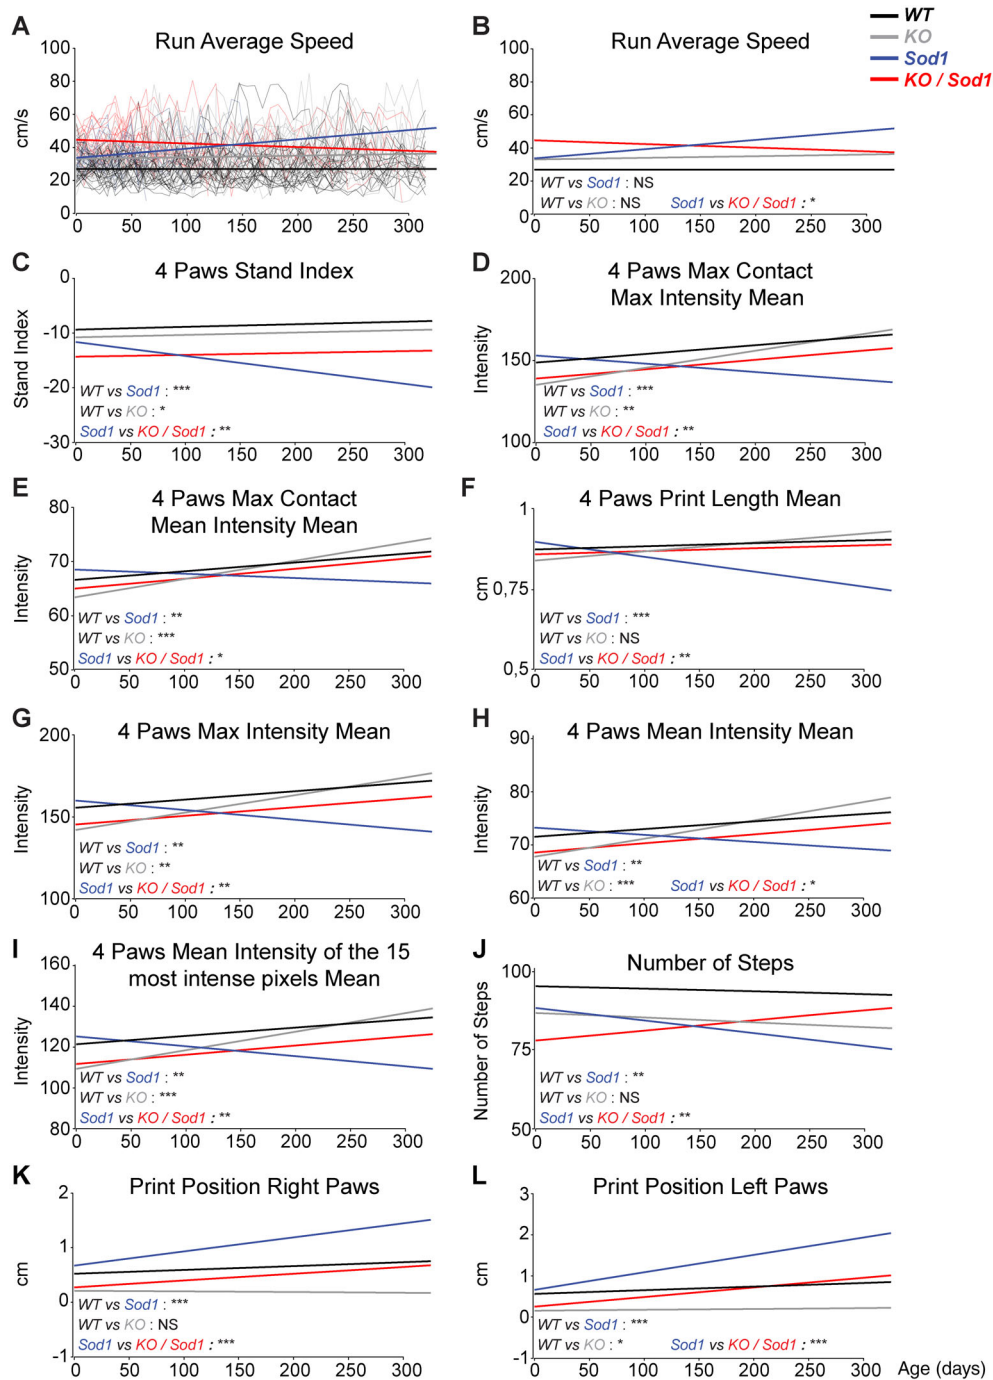 A
Run Average Speed
cm/s
100
80
60
40
20
0
0 50 100 150 200 250 300
B
Run Average Speed
WT
KO
Sod1
KO / Sod1
cm/s
100
80
60
40
20
0
WT vs Sod1 : NS
WT vs KO : NS
Sod1 vs KO / Sod1 : *
0 50 100 150 200 250 300
C
4 Paws Stand Index
Stand Index
0
-10
-20
-30
WT vs Sod1 : ***
WT vs KO : *
Sod1 vs KO / Sod1 : **
0 50 100 150 200 250 300
D
4 Paws Max Contact
Max Intensity Mean
Intensity
200
150
100
WT vs Sod1 : ***
WT vs KO : **
Sod1 vs KO / Sod1 : **
0 50 100 150 200 250 300
E
4 Paws Max Contact
Mean Intensity Mean
Intensity
80
70
60
50
WT vs Sod1 : **
WT vs KO : ***
Sod1 vs KO / Sod1 : *
0 50 100 150 200 250 300
F
4 Paws Print Length Mean
cm
1
0,75
0,5
WT vs Sod1 : ***
WT vs KO : NS
Sod1 vs KO / Sod1 : **
0 50 100 150 200 250 300
G
4 Paws Max Intensity Mean
Intensity
200
150
100
WT vs Sod1 : **
WT vs KO : **
Sod1 vs KO / Sod1 : **
0 50 100 150 200 250 300
H
4 Paws Mean Intensity Mean
Intensity
90
80
70
60
WT vs Sod1 : **
WT vs KO : ***
Sod1 vs KO / Sod1 : *
0 50 100 150 200 250 300
I
4 Paws Mean Intensity of the 15
most intense pixels Mean
Intensity
160
140
120
100
80
WT vs Sod1 : **
WT vs KO : ***
Sod1 vs KO / Sod1 : **
0 50 100 150 200 250 300
J
Number of Steps
Number of Steps
100
75
50
WT vs Sod1 : **
WT vs KO : NS
Sod1 vs KO / Sod1 : **
0 50 100 150 200 250 300
K
Print Position Right Paws
cm
2
1
0
-1
WT vs Sod1 : ***
WT vs KO : NS
Sod1 vs KO / Sod1 : ***
0 50 100 150 200 250 300
L
Print Position Left Paws
cm
3
2
1
0
-1
WT vs Sod1 : ***
WT vs KO : *
Sod1 vs KO / Sod1 : ***
0 50 100 150 200 250 300
Age (days)